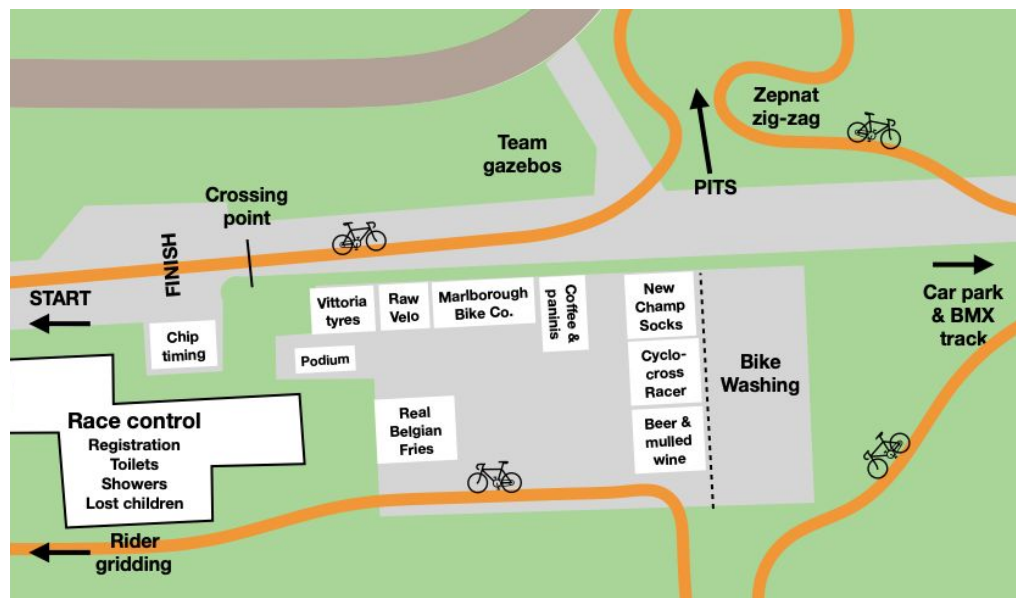 Zepnat
zig-zag
Team
gazebos
PITS
Crossing
point
FINISH
START
Car park
& BMX
track
Vittoria
tyres
Raw
Velo
Marlborough
Bike Co.
Coffee &
paninis
New
Champ
Socks
Chip
timing
Podium
Cyclo-
cross
Racer
Bike
Washing
Race control
Registration
Toilets
Showers
Lost children
Real
Belgian
Fries
Beer &
mulled
wine
Rider
gridding